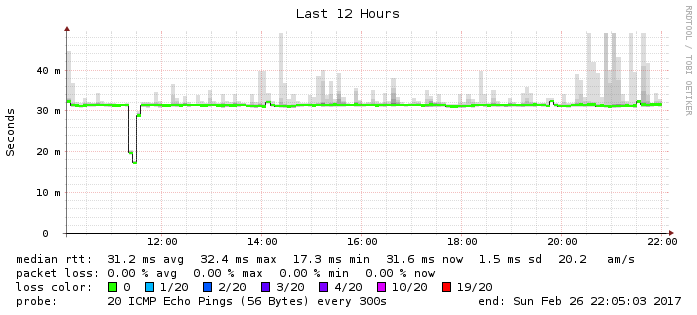 Last 12 Hours
RRDTOOL / TOBI OETIKER
Seconds
40 m
30 m
20 m
10 m
0
12:00 14:00 16:00 18:00 20:00 22:00
median rtt: 31.2 ms avg 32.4 ms max 17.3 ms min 31.6 ms now 1.5 ms sd 20.2 am/s
packet loss: 0.00 % avg 0.00 % max 0.00 % min 0.00 % now
loss color: 0 1/20 2/20 3/20 4/20 10/20 19/20
probe: 20 ICMP Echo Pings (56 Bytes) every 300s end: Sun Feb 26 22:05:03 2017